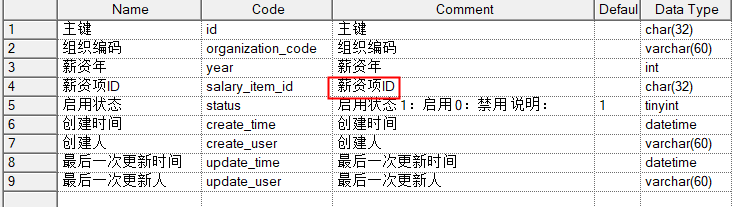 Name Code Comment Defaul Data Type
1 主键 id 主键 char(32)
2 组织编码 organization_code 组织编码 varchar(60)
3 薪资年 year 薪资年 int
4 薪资项ID salary_item_id 薪资项ID char(32)
5 启用状态 status 启用状态 1：启用 0：禁用 说明： 1 tinyint
6 创建时间 create_time 创建时间 datetime
7 创建人 create_user 创建人 varchar(60)
8 最后一次更新时间 update_time 最后一次更新时间 datetime
9 最后一次更新人 update_user 最后一次更新人 varchar(60)